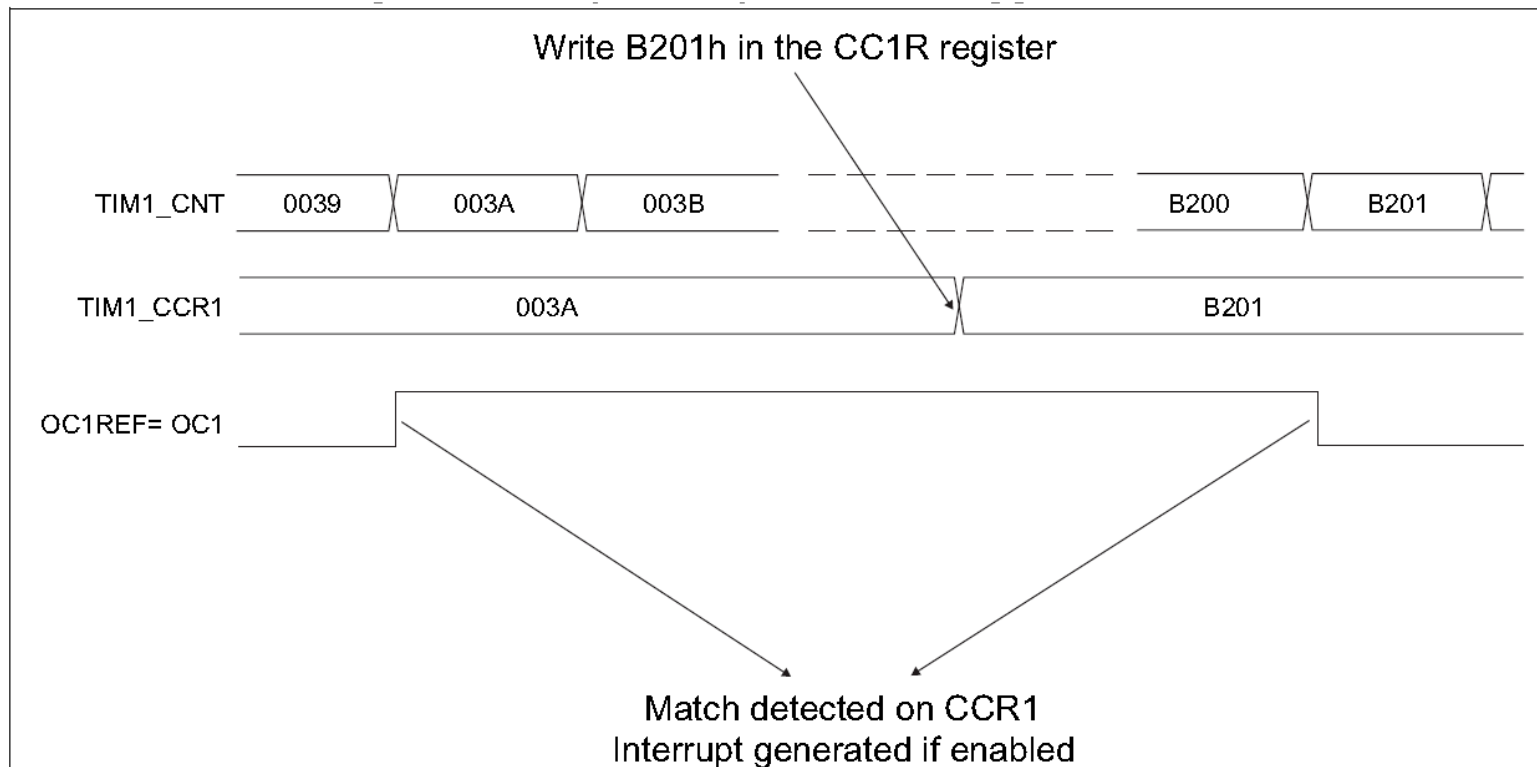 Write B201h in the CC1R register
TIM1_CNT 0039 003A 003B B200 B201
TIM1_CCR1 003A B201
OC1REF= OC1
Match detected on CCR1
Interrupt generated if enabled